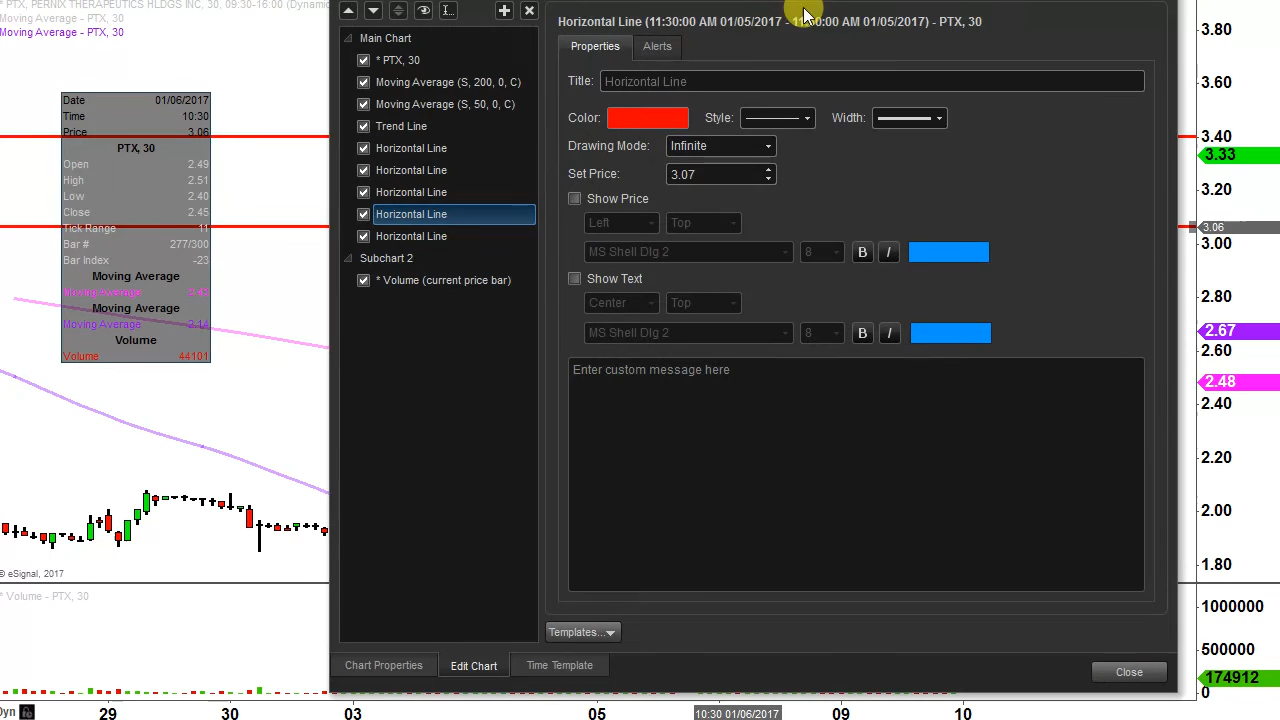 * PTX, PERNIX THERAPEUTICS HLDGS INC, 30, 09:30-16:00 (Dynamic
Moving Average - PTX, 30
Moving Average - PTX, 30
Date 01/06/2017
Time 10:30
Price 3.06
PTX, 30
Open 2.49
High 2.51
Low 2.40
Close 2.45
Tick Range 11
Bar # 277/300
Bar Index -23
Moving Average
Moving Average 2.48
Moving Average
Moving Average 2.14
Volume
Volume 44101
© eSignal, 2017
* Volume - PTX, 30
Main Chart
* PTX, 30
Moving Average (S, 200, 0, C)
Moving Average (S, 50, 0, C)
Trend Line
Horizontal Line
Horizontal Line
Horizontal Line
Horizontal Line
Horizontal Line
Subchart 2
* Volume (current price bar)
Horizontal Line (11:30:00 AM 01/05/2017 - 11:30:00 AM 01/05/2017) - PTX, 30
Properties Alerts
Title: Horizontal Line
Color: Style: Width:
Drawing Mode: Infinite
Set Price: 3.07
Show Price
Left Top
MS Shell Dlg 2 8 B I
Show Text
Center Top
MS Shell Dlg 2 8 B I
Enter custom message here
Templates...
Chart Properties Edit Chart Time Template
Close
3.80
3.60
3.40
3.33
3.20
3.06
3.00
2.80
2.67
2.60
2.48
2.40
2.20
2.00
1.80
1000000
500000
174912
0
Dyn 29 30 03 05 10:30 01/06/2017 09 10